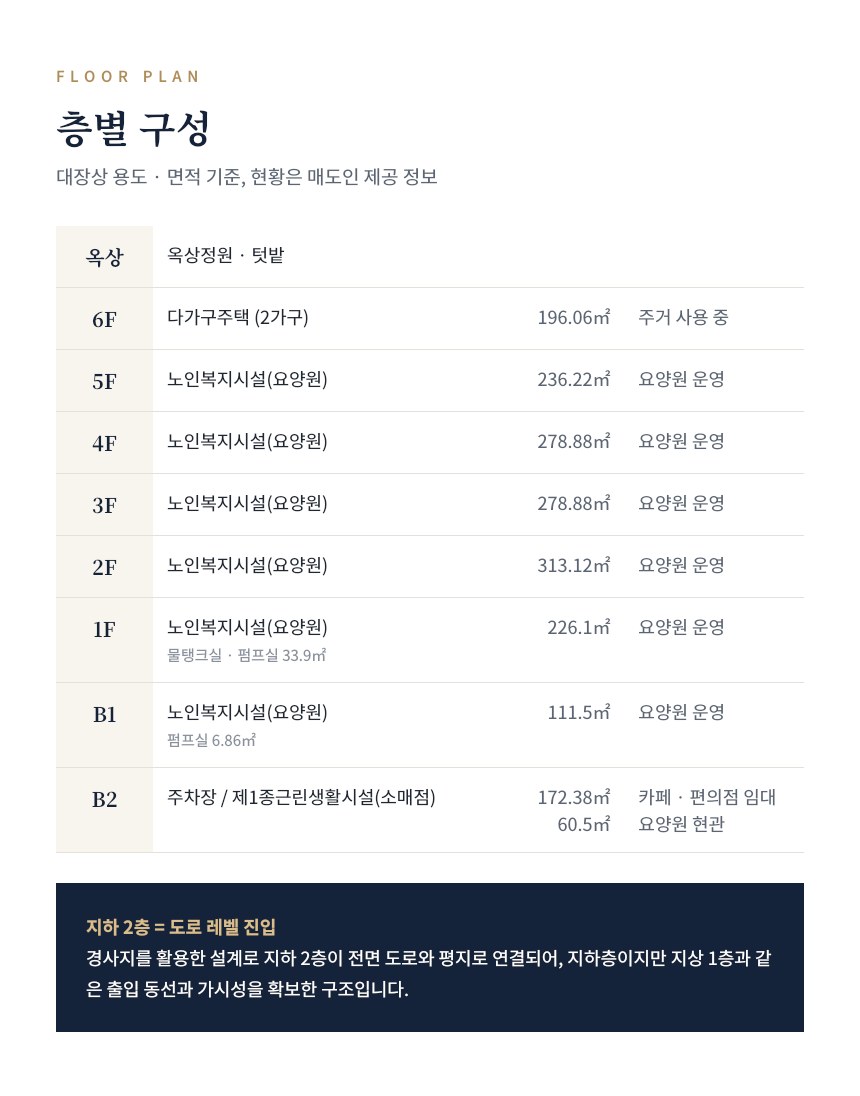 FLOOR PLAN
층별 구성
대장상 용도 · 면적 기준, 현황은 매도인 제공 정보
옥상 옥상정원 · 텃밭
6F 다가구주택 (2가구) 196.06㎡ 주거 사용 중
5F 노인복지시설(요양원) 236.22㎡ 요양원 운영
4F 노인복지시설(요양원) 278.88㎡ 요양원 운영
3F 노인복지시설(요양원) 278.88㎡ 요양원 운영
2F 노인복지시설(요양원) 313.12㎡ 요양원 운영
1F 노인복지시설(요양원) 226.1㎡ 요양원 운영
물탱크실 · 펌프실 33.9㎡
B1 노인복지시설(요양원) 111.5㎡ 요양원 운영
펌프실 6.86㎡
B2 주차장 / 제1종근린생활시설(소매점) 172.38㎡ 카페 · 편의점 임대
60.5㎡ 요양원 현관
지하 2층 = 도로 레벨 진입
경사지를 활용한 설계로 지하 2층이 전면 도로와 평지로 연결되어, 지하층이지만 지상 1층과 같
은 출입 동선과 가시성을 확보한 구조입니다.